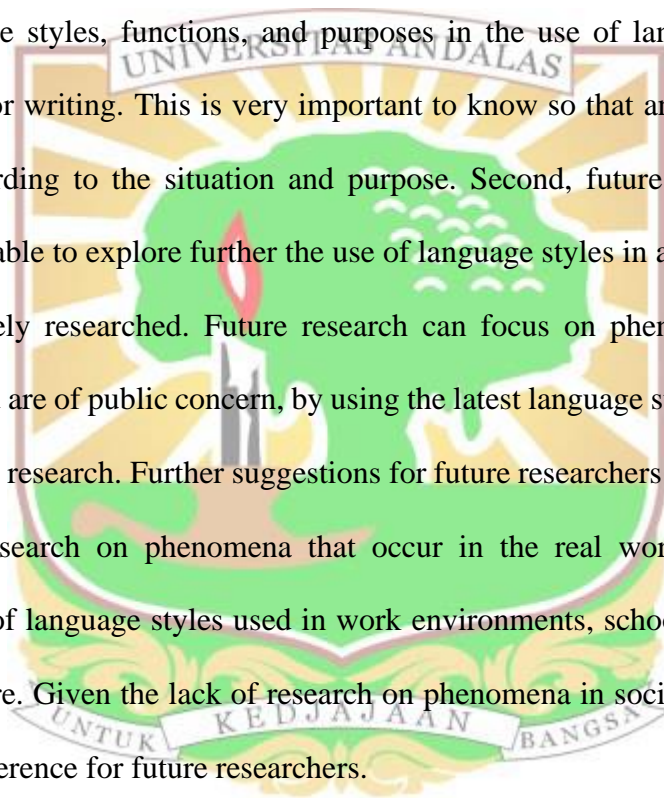 e styles, functions, and purposes in the use of lan
UNIVERSITAS ANDALAS
or writing. This is very important to know so that an
rding to the situation and purpose. Second, future
able to explore further the use of language styles in a
ely researched. Future research can focus on phen
are of public concern, by using the latest language s
research. Further suggestions for future researchers
search on phenomena that occur in the real wor
of language styles used in work environments, schoo
re. Given the lack of research on phenomena in soci
UNTUK KEDJAJAAN BANGSA
erence for future researchers.